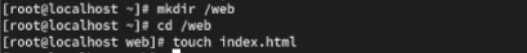 [root@localhost ~]# mkdir /web
[root@localhost ~]# cd /web
[root@localhost web]# touch index.html